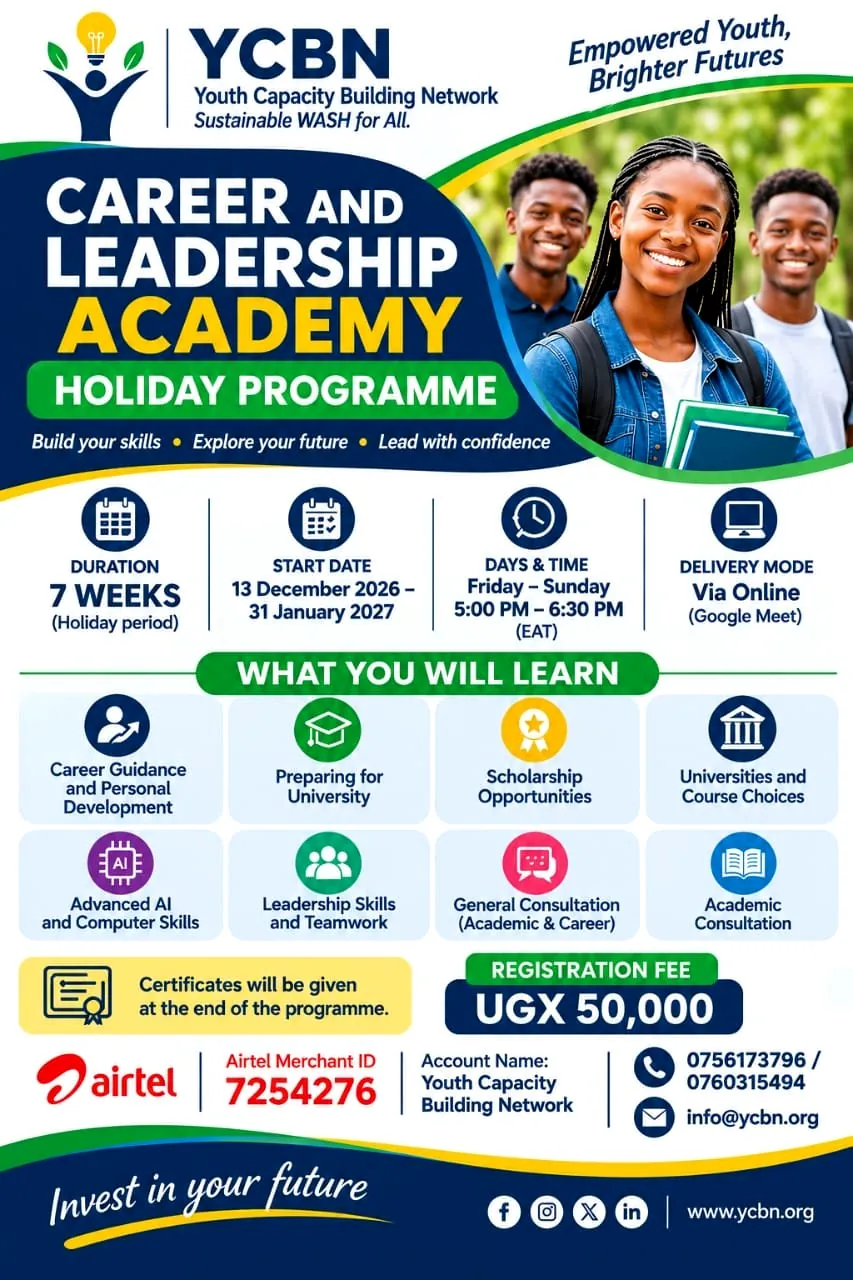 YCBN
Youth Capacity Building Network
Sustainable WASH for All.
Empowered Youth,
Brighter Futures
CAREER AND
LEADERSHIP
ACADEMY
HOLIDAY PROGRAMME
Build your skills • Explore your future • Lead with confidence
DURATION
7 WEEKS
(Holiday period)
START DATE
13 December 2026 –
31 January 2027
DAYS & TIME
Friday – Sunday
5:00 PM – 6:30 PM
(EAT)
DELIVERY MODE
Via Online
(Google Meet)
WHAT YOU WILL LEARN
Career Guidance
and Personal
Development
Preparing for
University
Scholarship
Opportunities
Universities and
Course Choices
AI
Advanced AI
and Computer Skills
Leadership Skills
and Teamwork
General Consultation
(Academic & Career)
Academic
Consultation
Certificates will be given
at the end of the programme.
REGISTRATION FEE
UGX 50,000
airtel
Airtel Merchant ID
7254276
Account Name:
Youth Capacity
Building Network
0756173796 /
0760315494
info@ycbn.org
Invest in your future
www.ycbn.org